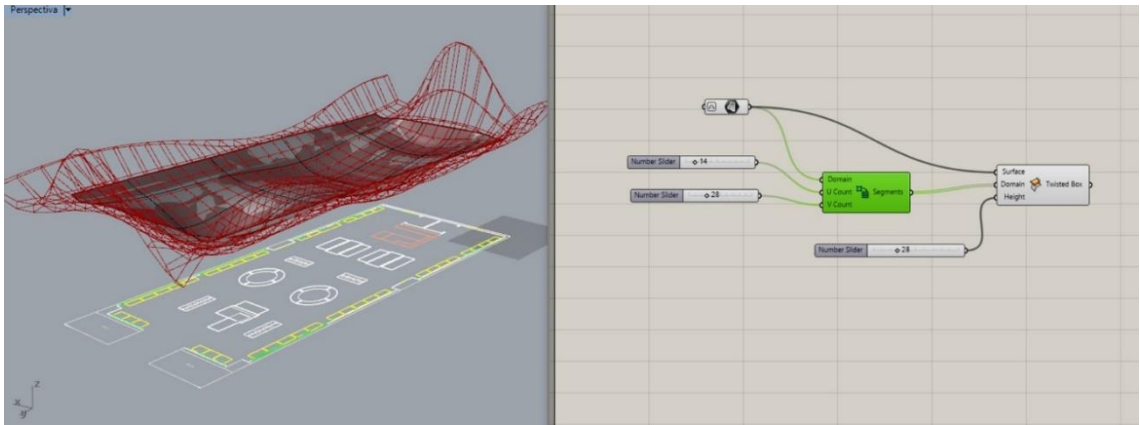 Perspectiva
Number Slider 14
Number Slider 28
Domain
U Count
V Count
Segments
Surface
Domain
Height
Twisted Box
Number Slider 28
z
x
y